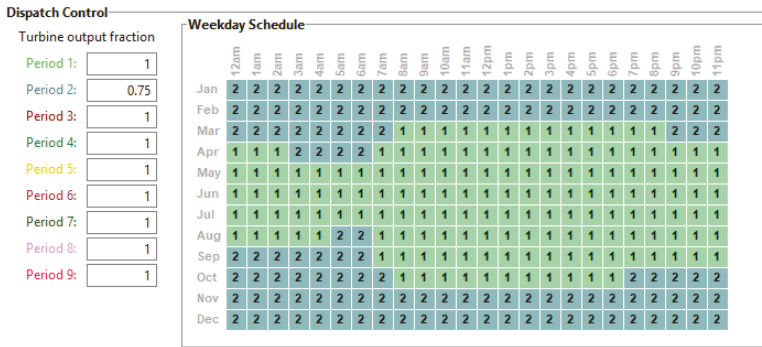 Dispatch Control
Turbine output fraction
Period 1: 1
Period 2: 0.75
Period 3: 1
Period 4: 1
Period 5: 1
Period 6: 1
Period 7: 1
Period 8: 1
Period 9: 1
Weekday Schedule
12am 1am 2am 3am 4am 5am 6am 7am 8am 9am 10am 11am 12pm 1pm 2pm 3pm 4pm 5pm 6pm 7pm 8pm 9pm 10pm 11pm
Jan 2 2 2 2 2 2 2 2 2 2 2 2 2 2 2 2 2 2 2 2 2 2 2 2
Feb 2 2 2 2 2 2 2 2 2 2 2 2 2 2 2 2 2 2 2 2 2 2 2 2
Mar 2 2 2 2 2 2 2 2 1 1 1 1 1 1 1 1 1 1 1 1 1 2 2 2
Apr 1 1 1 2 2 2 2 1 1 1 1 1 1 1 1 1 1 1 1 1 1 1 1 1
May 1 1 1 1 1 1 1 1 1 1 1 1 1 1 1 1 1 1 1 1 1 1 1 1
Jun 1 1 1 1 1 1 1 1 1 1 1 1 1 1 1 1 1 1 1 1 1 1 1 1
Jul 1 1 1 1 1 1 1 1 1 1 1 1 1 1 1 1 1 1 1 1 1 1 1 1
Aug 1 1 1 1 1 2 2 1 1 1 1 1 1 1 1 1 1 1 1 1 1 1 1 1
Sep 2 2 2 2 2 2 2 1 1 1 1 1 1 1 1 1 1 1 1 1 1 1 1 1
Oct 2 2 2 2 2 2 2 2 1 1 1 1 1 1 1 1 1 1 1 2 2 2 2 2
Nov 2 2 2 2 2 2 2 2 2 2 2 2 2 2 2 2 2 2 2 2 2 2 2 2
Dec 2 2 2 2 2 2 2 2 2 2 2 2 2 2 2 2 2 2 2 2 2 2 2 2